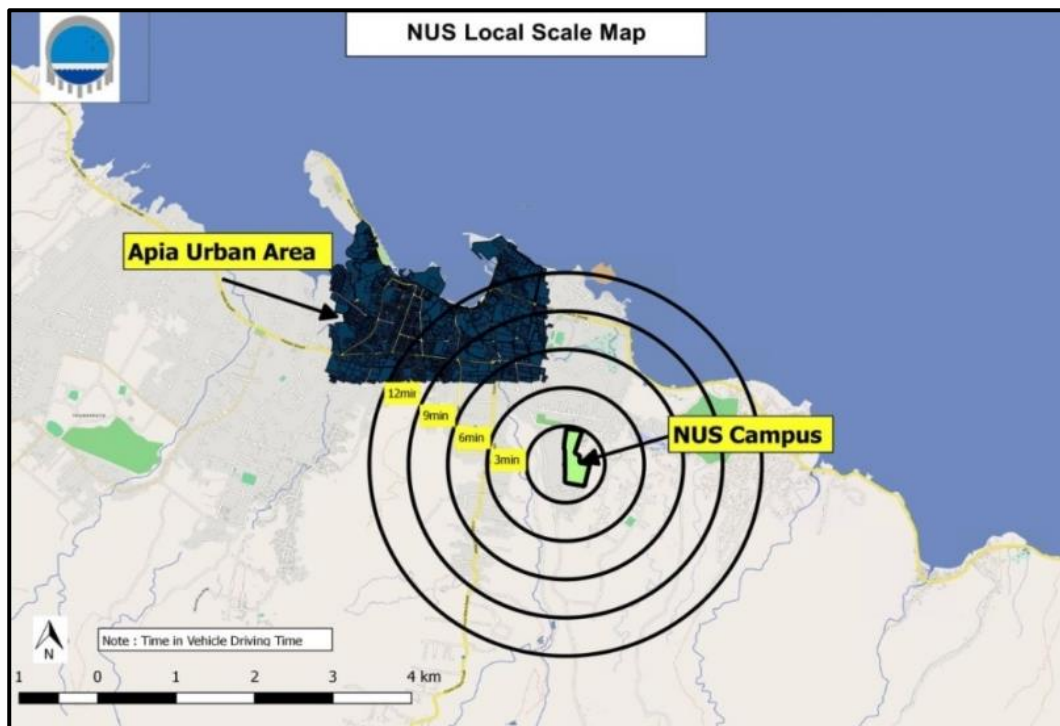 NUS Local Scale Map
Apia Urban Area
12min
9min
6min
3min
NUS Campus
Note : Time in Vehicle Driving Time
N
1 0 1 2 3 4 km